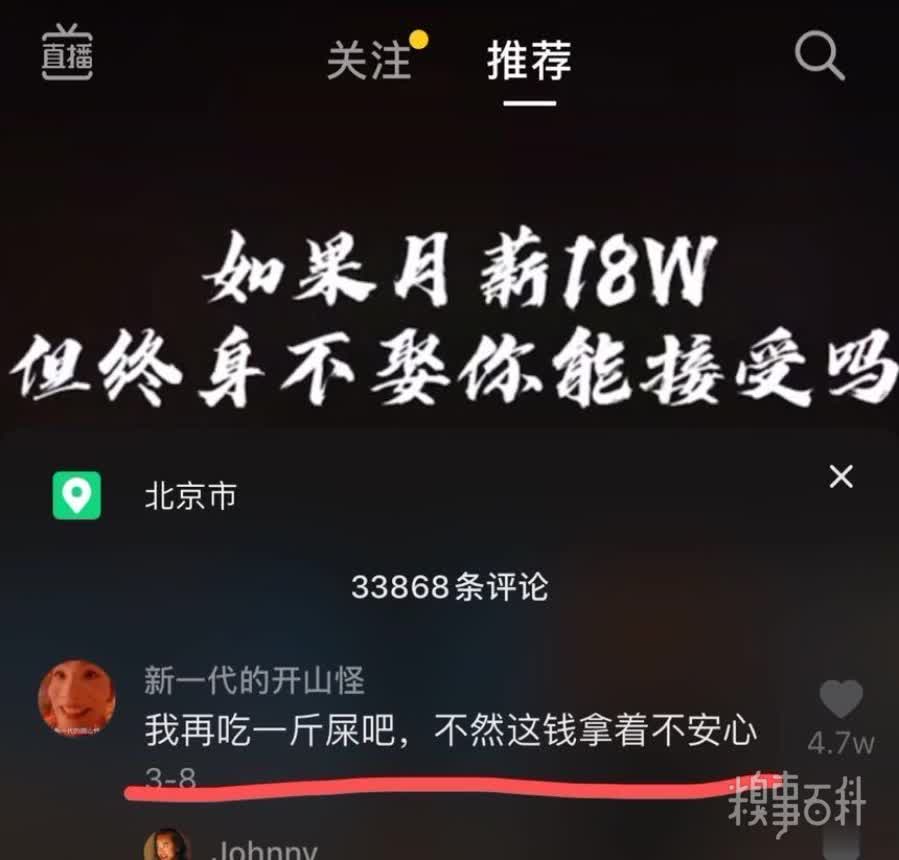 直播
关注
推荐
如果月薪18W
但终身不娶你能接受吗
北京市
33868条评论
新一代的开山怪
我再吃一斤屎吧，不然这钱拿着不安心
4.7w
3-8
糗事百科
Johnny